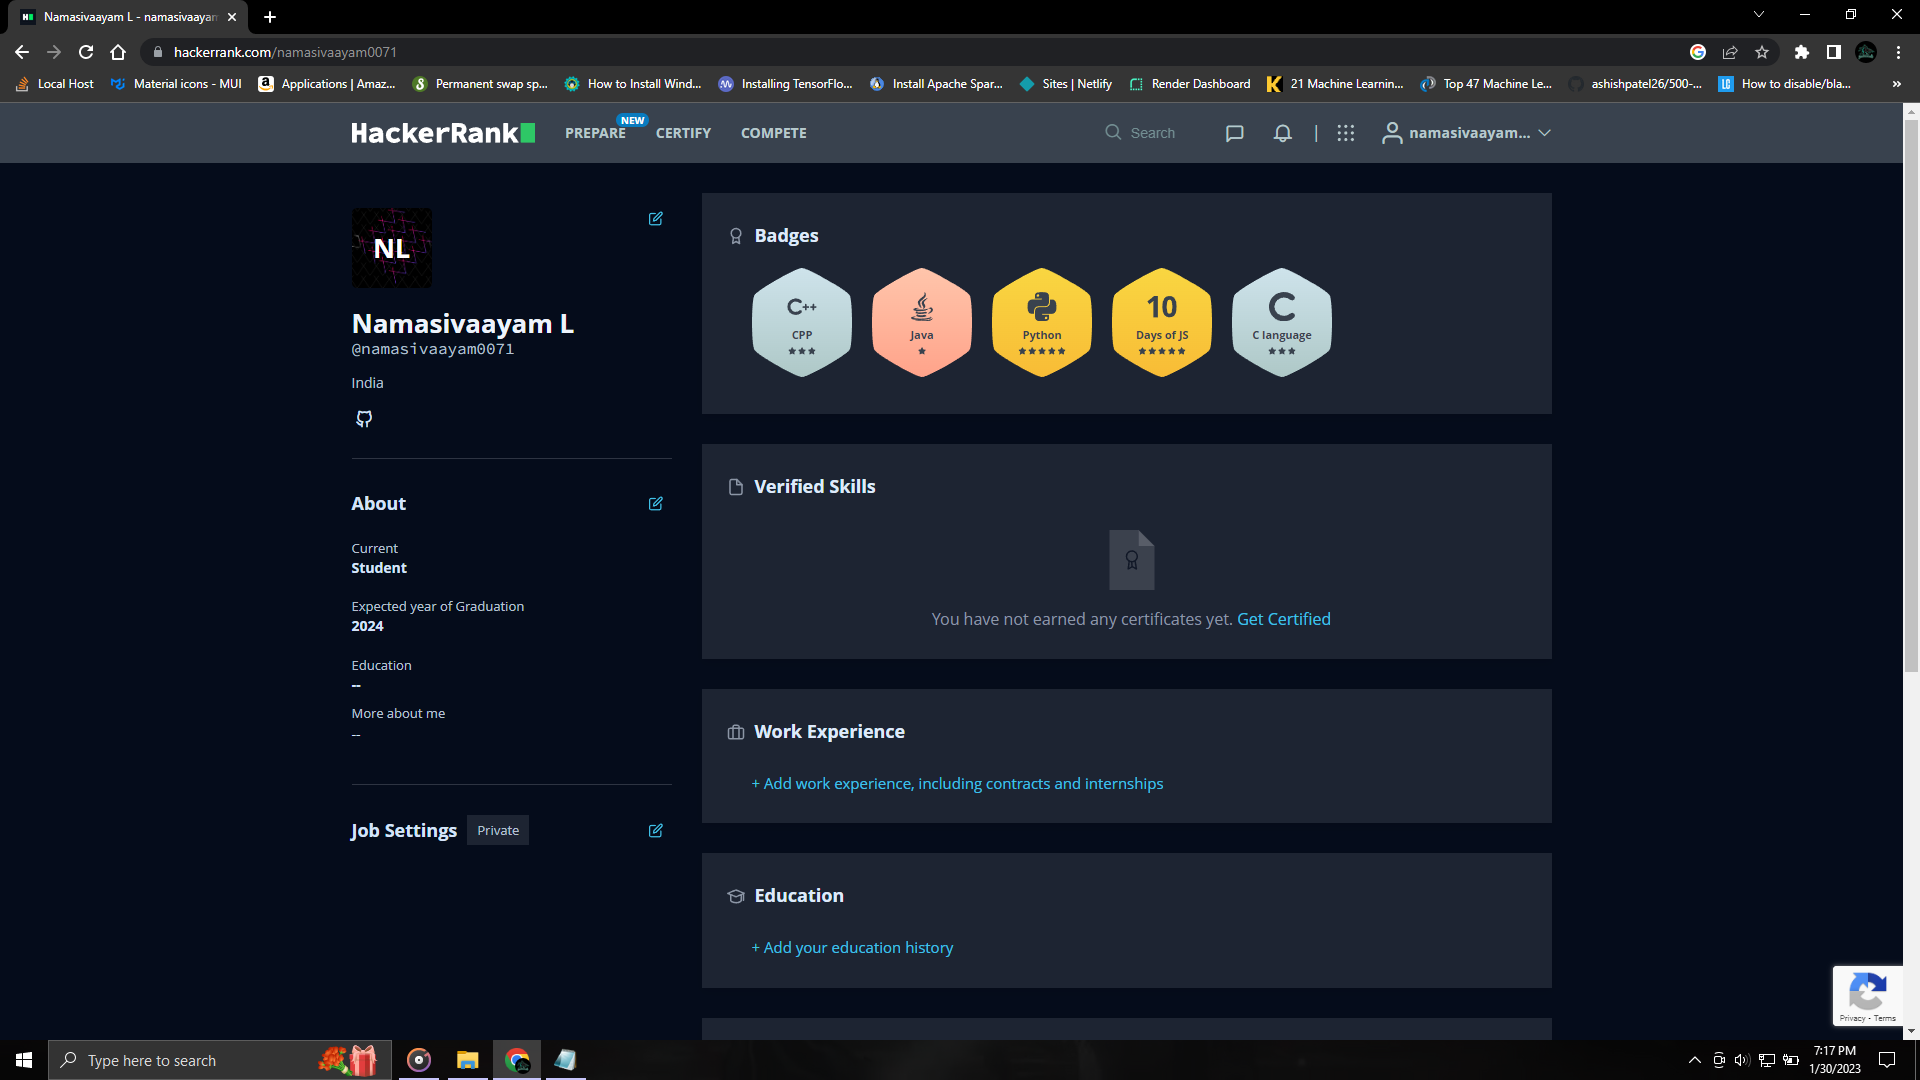 Namasivaayam L - namasivaayam
hackerrank.com/namasivaayam0071
Local Host
Material icons - MUI
Applications | Amaz...
Permanent swap sp...
How to Install Wind...
Installing TensorFlo...
Install Apache Spar...
Sites | Netlify
Render Dashboard
21 Machine Learnin...
Top 47 Machine Le...
ashishpatel26/500-...
How to disable/bla...
»
HackerRank
PREPARE
NEW
CERTIFY
COMPETE
Search
|
namasivaayam...
NL
Namasivaayam L
@namasivaayam0071
India
About
Current
Student
Expected year of Graduation
2024
Education
--
More about me
--
Job Settings
Private
Badges
C++
CPP
Java
Python
10
Days of JS
C
C language
Verified Skills
You have not earned any certificates yet. Get Certified
Work Experience
+ Add work experience, including contracts and internships
Education
+ Add your education history
Privacy - Terms
Type here to search
7:17 PM
1/30/2023